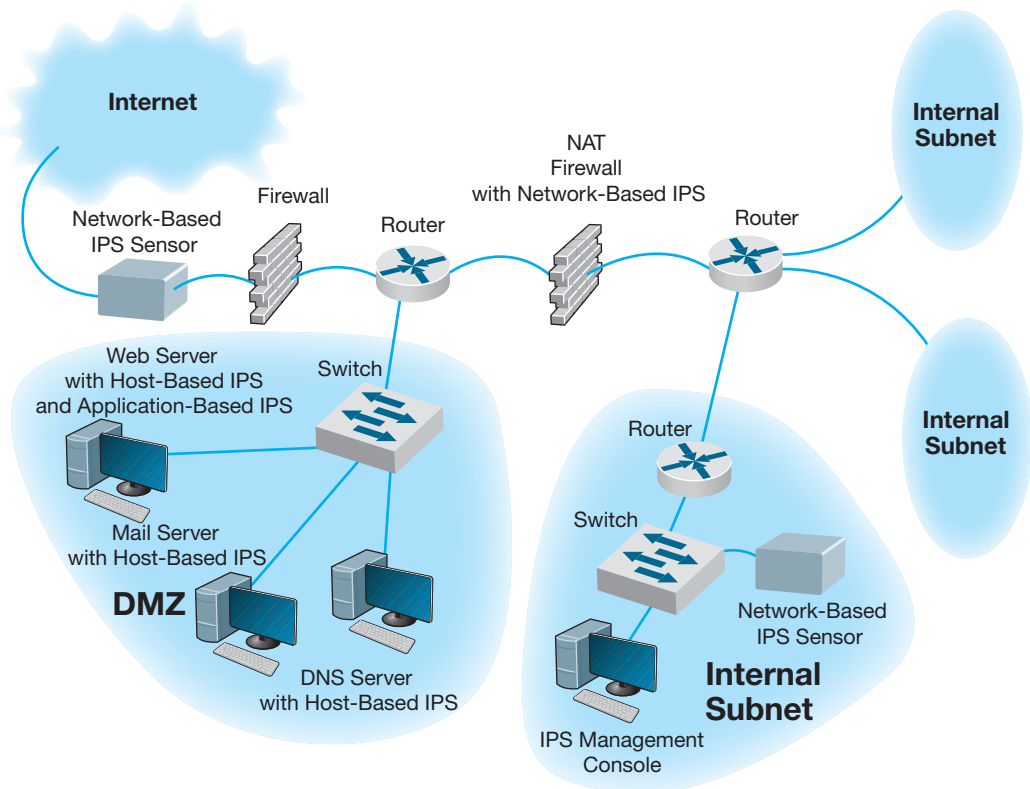 Internet
Internal
Subnet
NAT
Firewall
with Network-Based IPS
Firewall
Network-Based
IPS Sensor
Router
Router
Web Server
with Host-Based IPS
and Application-Based IPS
Switch
Internal
Subnet
Router
Mail Server
with Host-Based IPS
DMZ
Switch
Network-Based
IPS Sensor
DNS Server
with Host-Based IPS
Internal
Subnet
IPS Management
Console